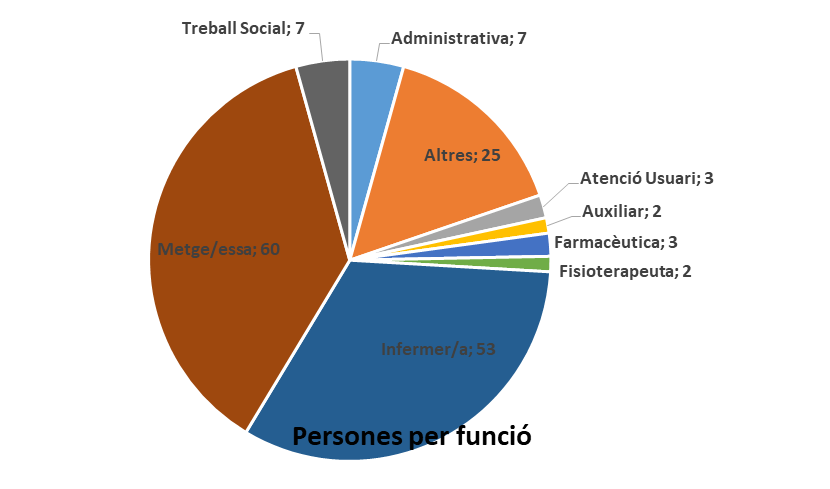 Treball Social; 7
Administrativa; 7
Altres; 25
Atenció Usuari; 3
Auxiliar; 2
Farmacèutica; 3
Fisioterapeuta; 2
Metge/essa; 60
Infermer/a; 53
Persones per funció